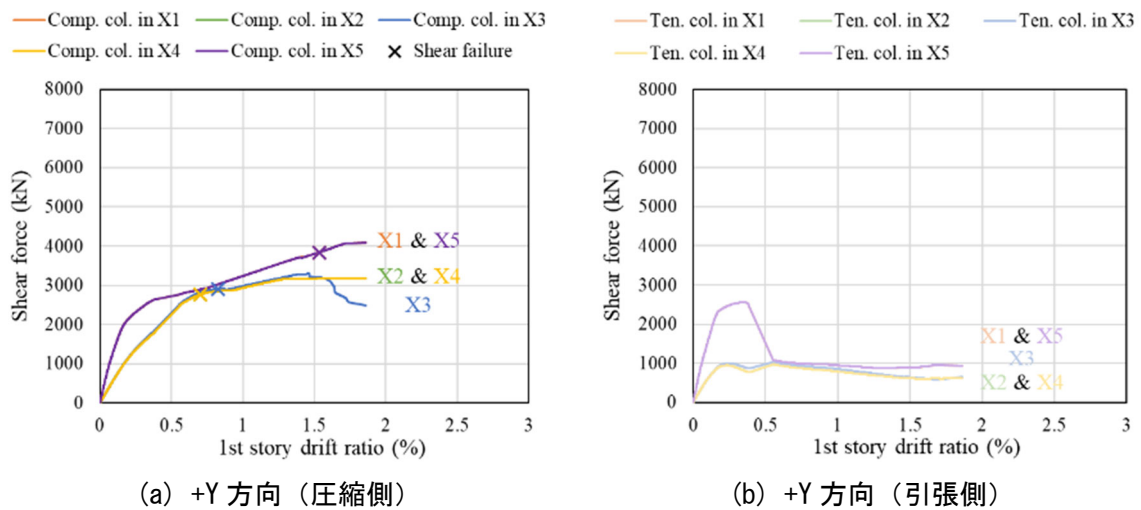 Comp. col. in X1 Comp. col. in X2 Comp. col. in X3
Comp. col. in X4 Comp. col. in X5 × Shear failure
8000
7000
6000
5000
4000
3000
2000
1000
0
Shear force (kN)
X1 & X5
X2 & X4
X3
0 0.5 1 1.5 2 2.5 3
1st story drift ratio (%)
(a) +Y 方向（圧縮側）
Ten. col. in X1 Ten. col. in X2 Ten. col. in X3
Ten. col. in X4 Ten. col. in X5
8000
7000
6000
5000
4000
3000
2000
1000
0
Shear force (kN)
X1 & X5
X3
X2 & X4
0 0.5 1 1.5 2 2.5 3
1st story drift ratio (%)
(b) +Y 方向（引張側）